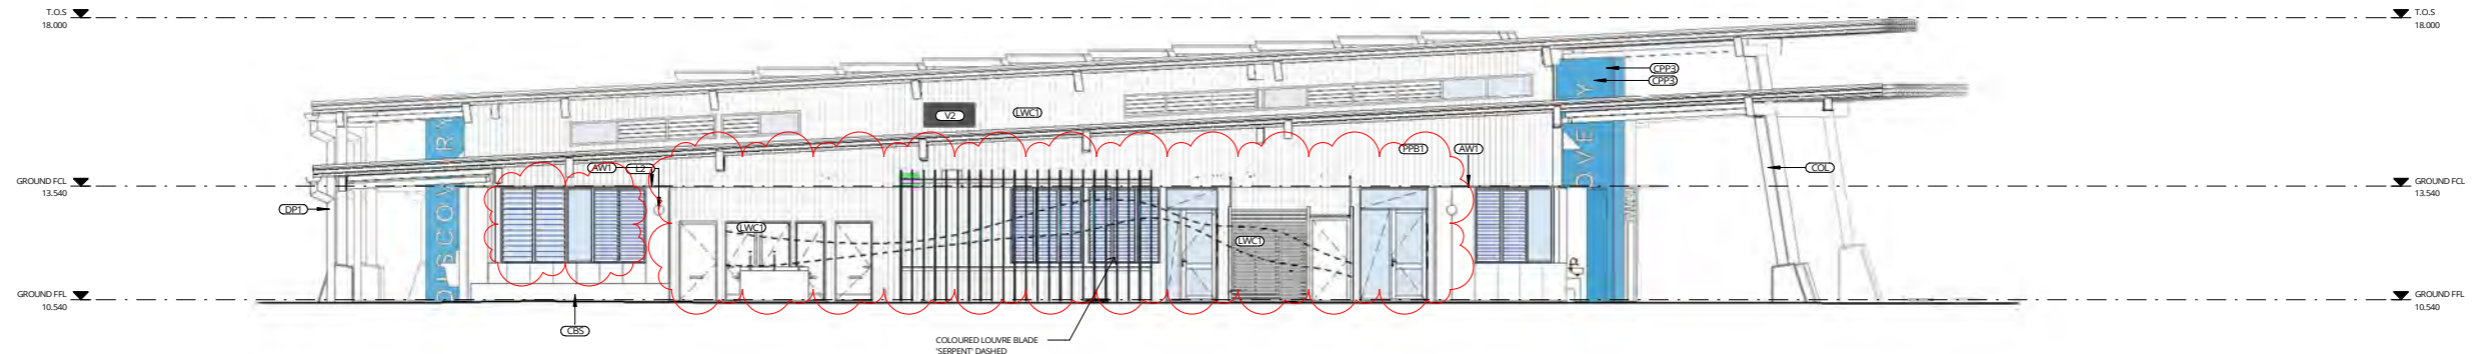 T.O.S
18.000
T.O.S
18.000
CPP3
CPP3
V2
LWC1
PPB1
AW1
AW1
L2
COL
GROUND FCL
13.540
GROUND FCL
13.540
DP1
DISCOVERY
OVERY
LWC1
LWC1
GROUND FFL
10.540
GROUND FFL
10.540
CBS
COLOURED LOUVRE BLADE
'SERPENT' DASHED